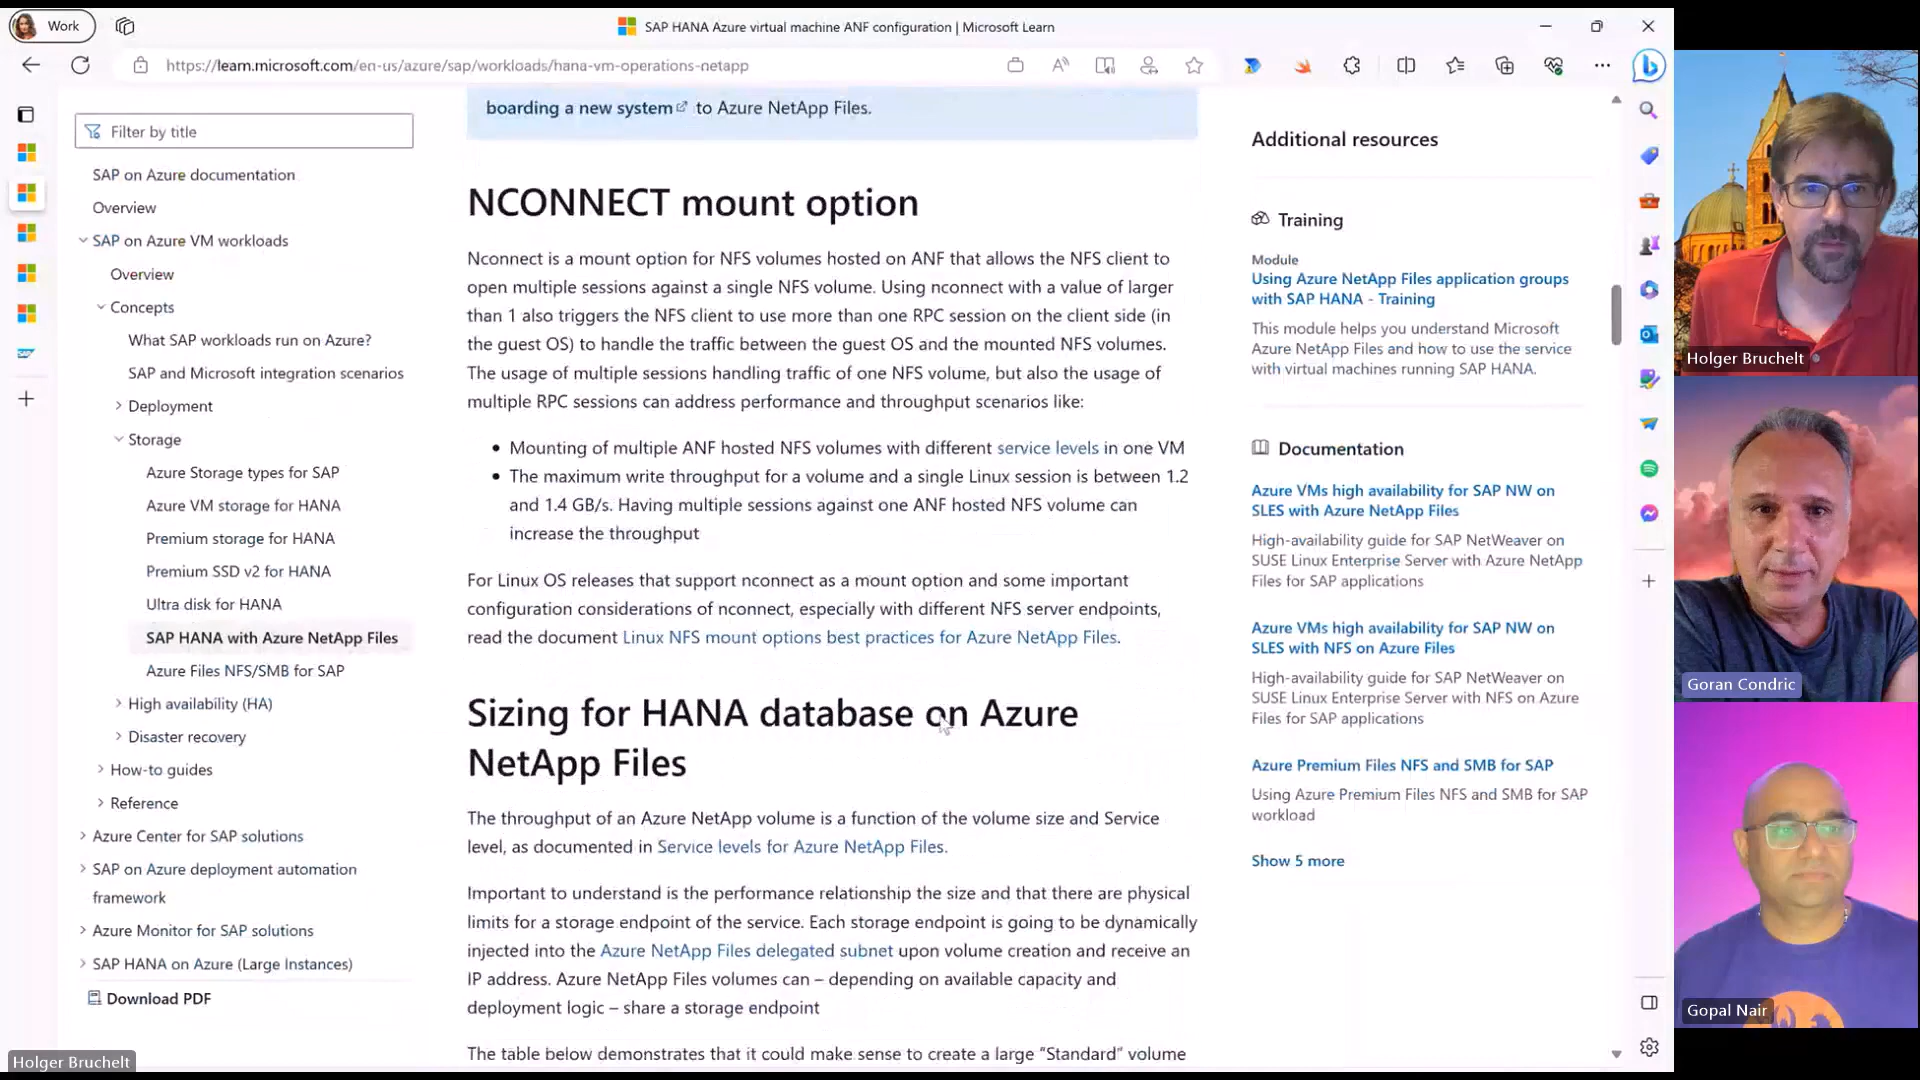 Work
SAP HANA Azure virtual machine ANF configuration | Microsoft Learn
https://learn.microsoft.com/en-us/azure/sap/workloads/hana-vm-operations-netapp
Filter by title
SAP on Azure documentation
Overview
SAP on Azure VM workloads
Overview
Concepts
What SAP workloads run on Azure?
SAP and Microsoft integration scenarios
Deployment
Storage
Azure Storage types for SAP
Azure VM storage for HANA
Premium storage for HANA
Premium SSD v2 for HANA
Ultra disk for HANA
SAP HANA with Azure NetApp Files
Azure Files NFS/SMB for SAP
High availability (HA)
Disaster recovery
How-to guides
Reference
Azure Center for SAP solutions
SAP on Azure deployment automation
framework
Azure Monitor for SAP solutions
SAP HANA on Azure (Large Instances)
Download PDF
boarding a new system to Azure NetApp Files.
NCONNECT mount option
Nconnect is a mount option for NFS volumes hosted on ANF that allows the NFS client to
open multiple sessions against a single NFS volume. Using nconnect with a value of larger
than 1 also triggers the NFS client to use more than one RPC session on the client side (in
the guest OS) to handle the traffic between the guest OS and the mounted NFS volumes.
The usage of multiple sessions handling traffic of one NFS volume, but also the usage of
multiple RPC sessions can address performance and throughput scenarios like:
• Mounting of multiple ANF hosted NFS volumes with different service levels in one VM
• The maximum write throughput for a volume and a single Linux session is between 1.2
and 1.4 GB/s. Having multiple sessions against one ANF hosted NFS volume can
increase the throughput
For Linux OS releases that support nconnect as a mount option and some important
configuration considerations of nconnect, especially with different NFS server endpoints,
read the document Linux NFS mount options best practices for Azure NetApp Files.
Sizing for HANA database on Azure
NetApp Files
The throughput of an Azure NetApp volume is a function of the volume size and Service
level, as documented in Service levels for Azure NetApp Files.
Important to understand is the performance relationship the size and that there are physical
limits for a storage endpoint of the service. Each storage endpoint is going to be dynamically
injected into the Azure NetApp Files delegated subnet upon volume creation and receive an
IP address. Azure NetApp Files volumes can – depending on available capacity and
deployment logic – share a storage endpoint
The table below demonstrates that it could make sense to create a large “Standard” volume
Additional resources
Training
Module
Using Azure NetApp Files application groups
with SAP HANA - Training
This module helps you understand Microsoft
Azure NetApp Files and how to use the service
with virtual machines running SAP HANA.
Documentation
Azure VMs high availability for SAP NW on
SLES with Azure NetApp Files
High-availability guide for SAP NetWeaver on
SUSE Linux Enterprise Server with Azure NetApp
Files for SAP applications
Azure VMs high availability for SAP NW on
SLES with NFS on Azure Files
High-availability guide for SAP NetWeaver on
SUSE Linux Enterprise Server with NFS on Azure
Files for SAP applications
Azure Premium Files NFS and SMB for SAP
Using Azure Premium Files NFS and SMB for SAP
workload
Show 5 more
Holger Bruchelt
Goran Condric
Gopal Nair
Holger Bruchelt